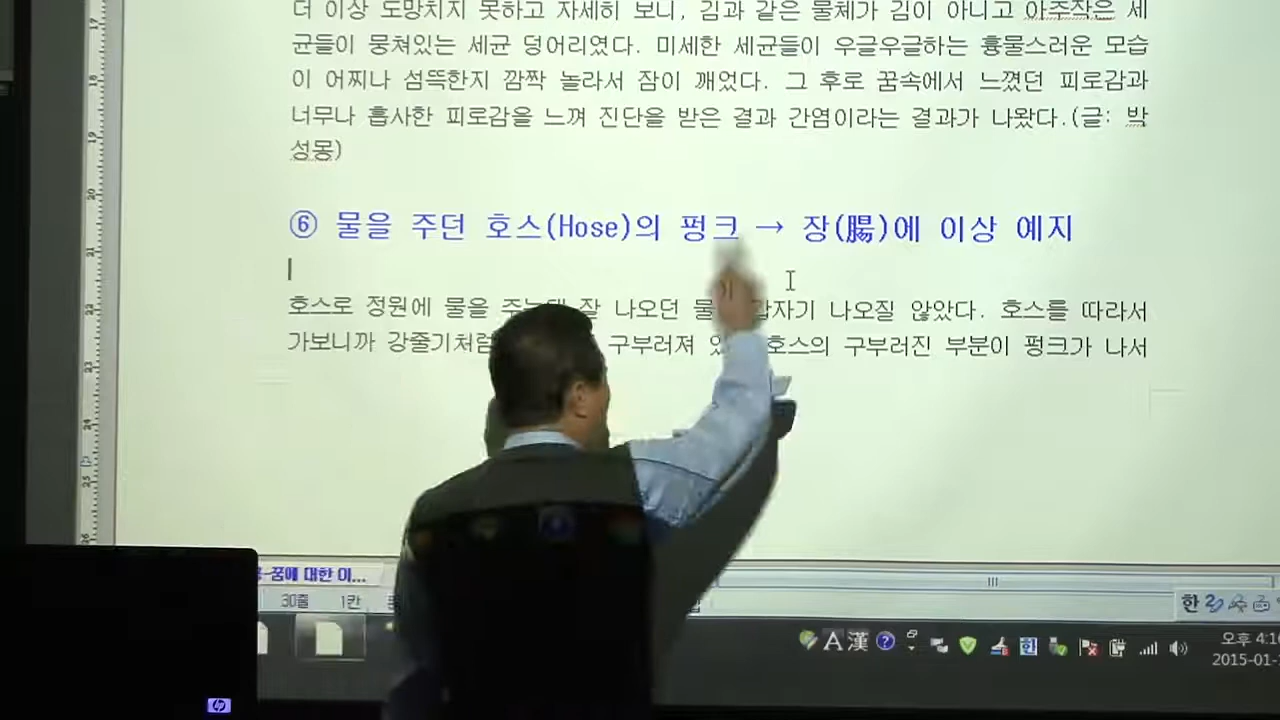 더 이상 도망치지 못하고 자세히 보니, 김과 같은 물체가 김이 아니고 아주작은 세
균들이 뭉쳐있는 세균 덩어리였다. 미세한 세균들이 우글우글하는 흉물스러운 모습
이 어찌나 섬뜩한지 깜짝 놀라서 잠이 깨었다. 그 후로 꿈속에서 느꼈던 피로감과
너무나 흡사한 피로감을 느껴 진단을 받은 결과 간염이라는 결과가 나왔다.(글: 박
성몽)
⑥ 물을 주던 호스(Hose)의 펑크 → 장(腸)에 이상 예지
호스로 정원에 물을 잘 나오던 갑자기 나오질 않았다. 호스를 따라서
가보니까 강줄기처럼 구부러져 호스의 구부러진 부분이 펑크가 나서
꿈에 대한 이...
30줄 1칸
한
A 漢 한
오후 4:16
2015-01-
hp